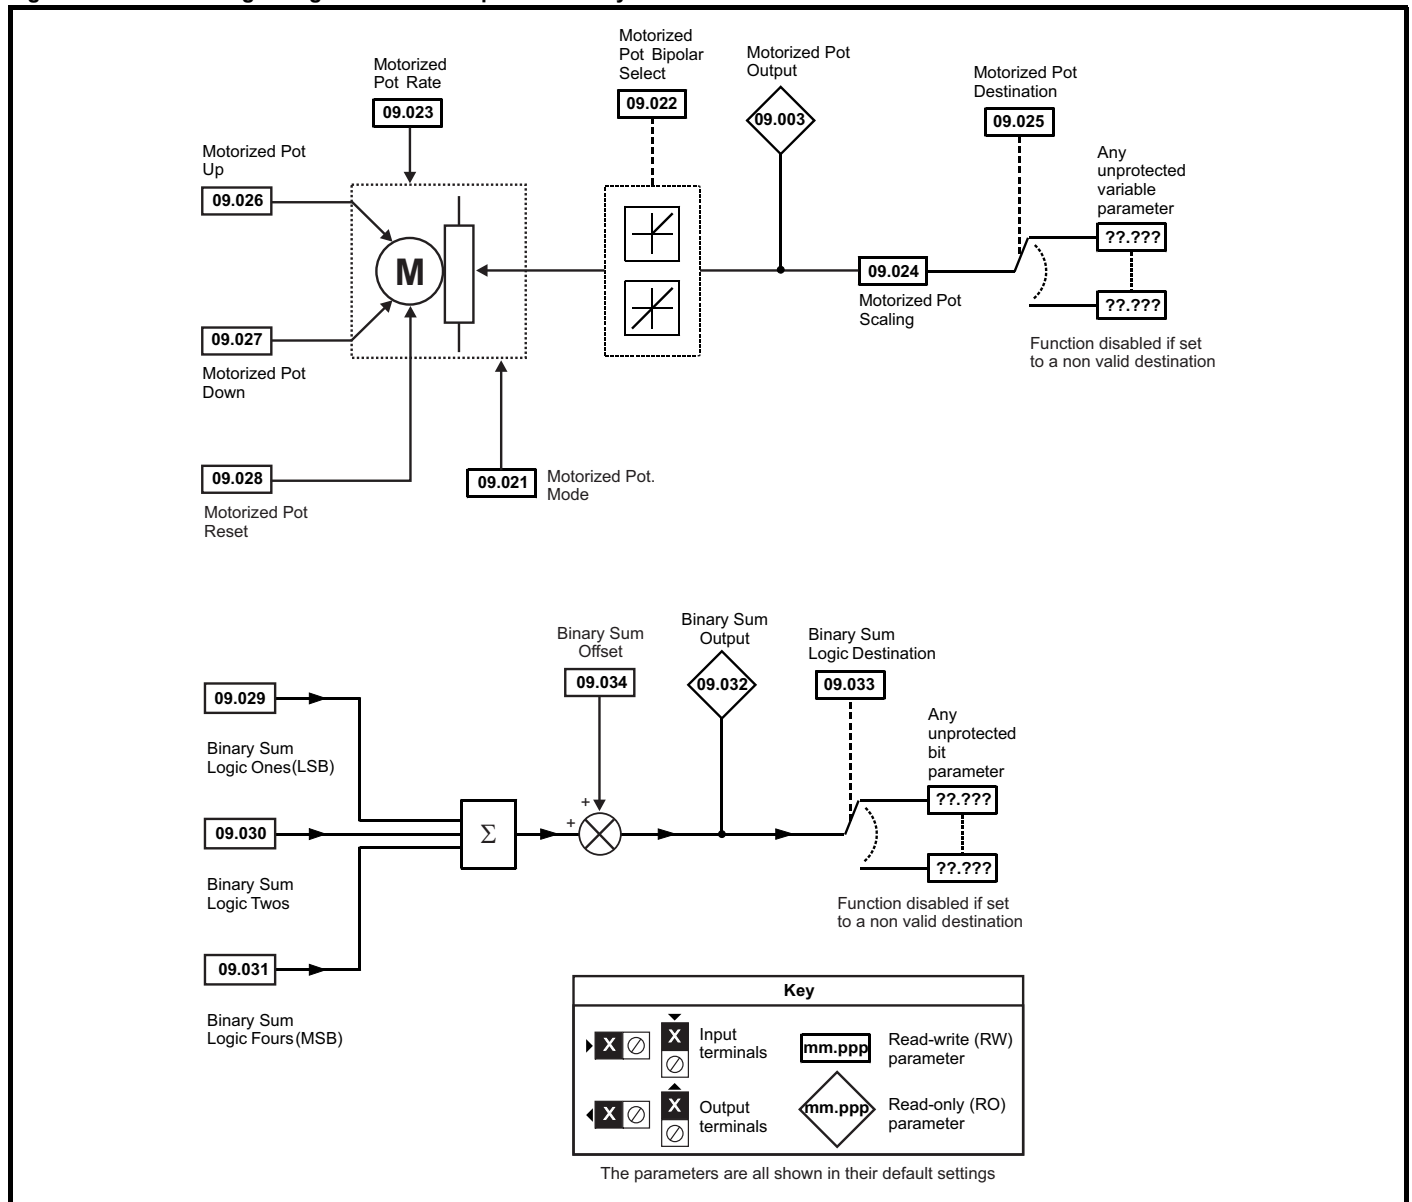 Motorized
Pot Rate
09.023
Motorized
Pot Bipolar
Select
09.022
Motorized Pot
Output
09.003
Motorized Pot
Destination
09.025
Motorized Pot
Up
09.026
Any
unprotected
variable
parameter
??.???
??.???
M
09.024
Motorized Pot
Scaling
Function disabled if set
to a non valid destination
09.027
Motorized Pot
Down
09.028
Motorized Pot
Reset
09.021
Motorized Pot.
Mode
Binary Sum
Offset
09.034
Binary Sum
Output
09.032
Binary Sum
Logic Destination
09.033
09.029
Binary Sum
Logic Ones(LSB)
Any
unprotected
bit
parameter
??.???
??.???
09.030
Σ
+
+
Binary Sum
Logic Twos
Function disabled if set
to a non valid destination
09.031
Binary Sum
Logic Fours(MSB)
Key
X
X
Input
terminals
mm.ppp
Read-write (RW)
parameter
X
X
Output
terminals
mm.ppp
Read-only (RO)
parameter
The parameters are all shown in their default settings